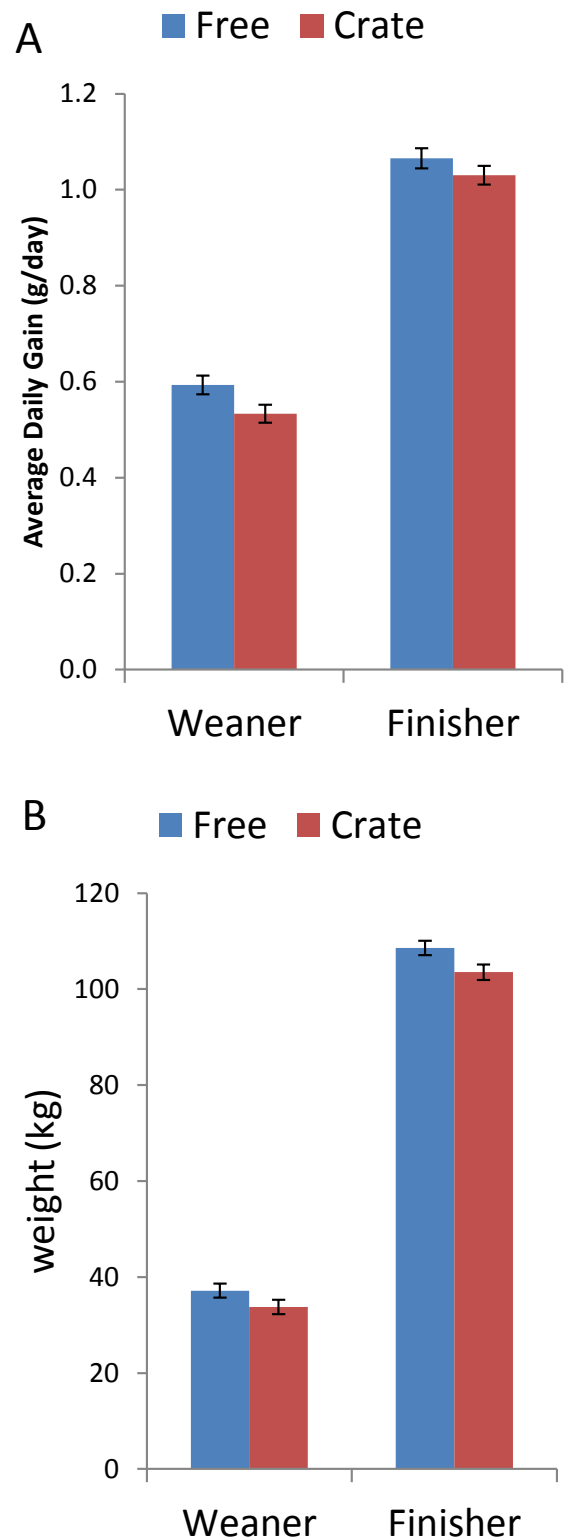 A
Free Crate
Average Daily Gain (g/day)
1.2
1.0
0.8
0.6
0.4
0.2
0.0
Weaner Finisher
B
Free Crate
weight (kg)
120
100
80
60
40
20
0
Weaner Finisher